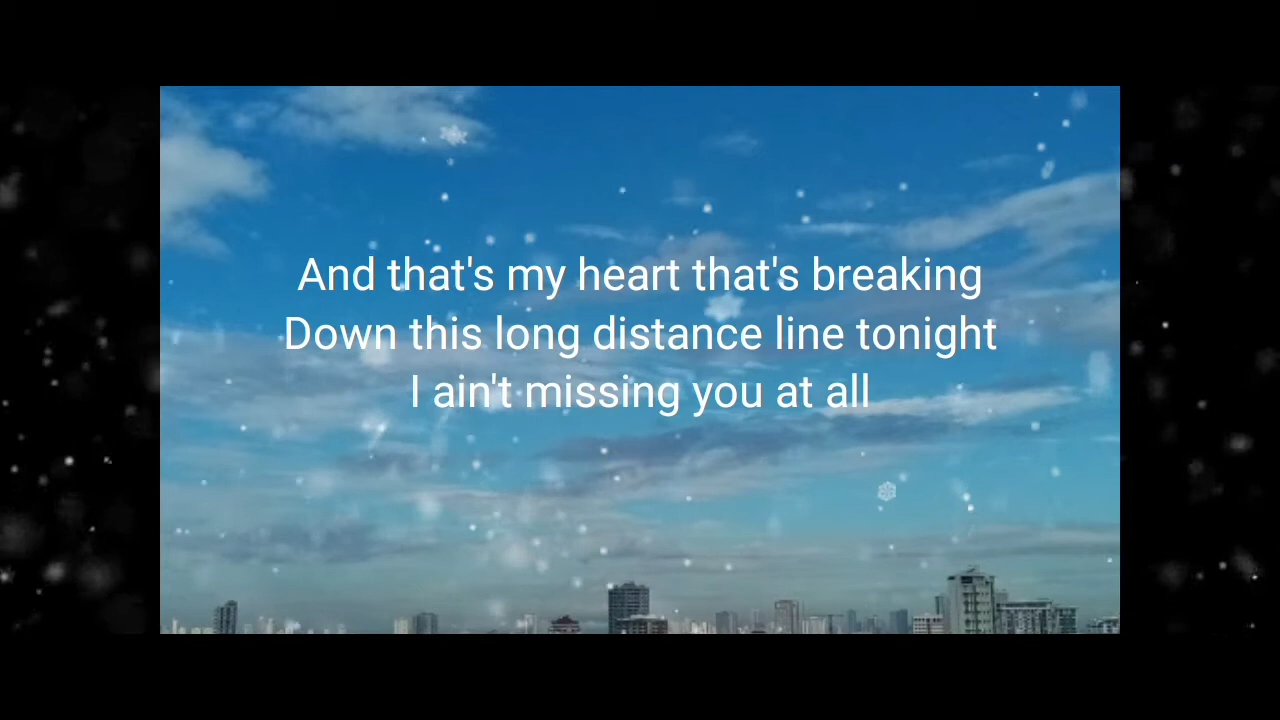 And that's my heart that's breaking
Down this long distance line tonight
I ain't missing you at all